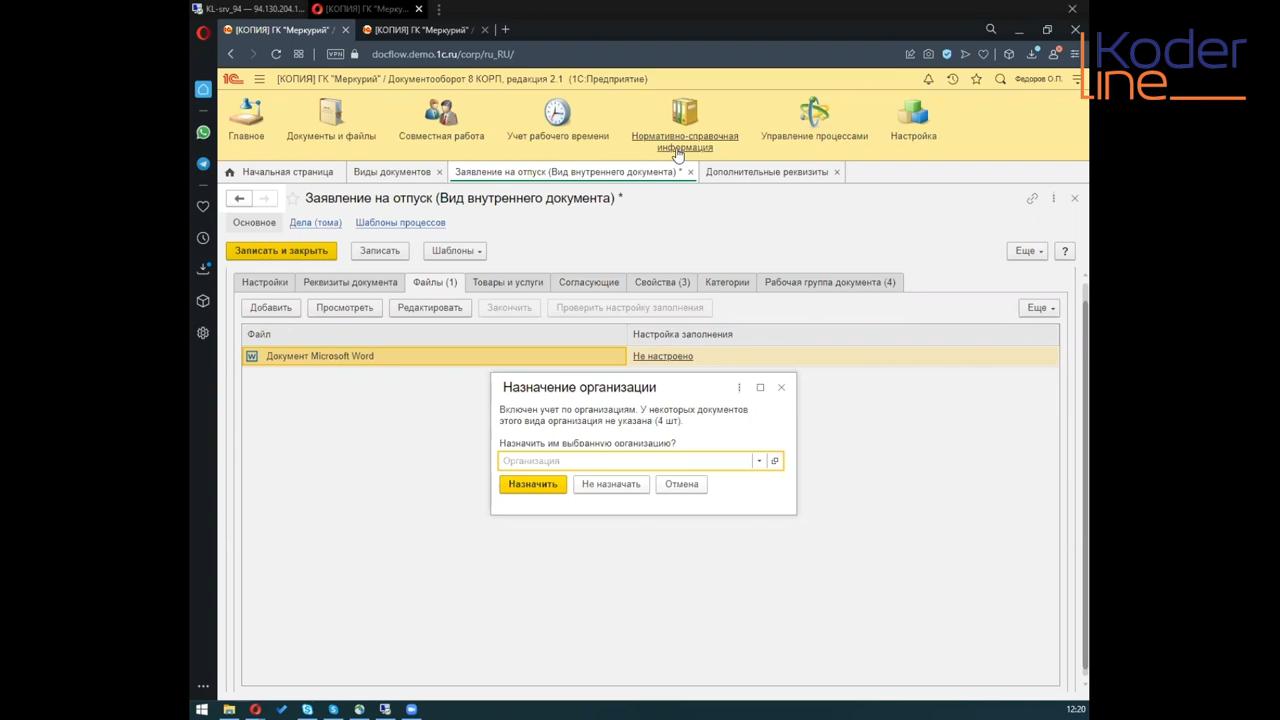 KL-srv_94 — 94.130.204.1...
[КОПИЯ] ГК "Мерку...
Koder
Line
[КОПИЯ] ГК "Меркурий" /
[КОПИЯ] ГК "Меркурий" /
VPN
docflow.demo.1c.ru/corp/ru_RU/
[КОПИЯ] ГК "Меркурий" / Документооборот 8 КОРП, редакция 2.1 (1С:Предприятие)
Федоров О.П.
Главное
Документы и файлы
Совместная работа
Учет рабочего времени
Нормативно-справочная
информация
Управление процессами
Настройка
Начальная страница
Виды документов
Заявление на отпуск (Вид внутреннего документа) *
Дополнительные реквизиты
Заявление на отпуск (Вид внутреннего документа) *
Основное
Дела (тома)
Шаблоны процессов
Записать и закрыть
Записать
Шаблоны
Еще
?
Настройки
Реквизиты документа
Файлы (1)
Товары и услуги
Согласующие
Свойства (3)
Категории
Рабочая группа документа (4)
Добавить
Просмотреть
Редактировать
Закончить
Проверить настройку заполнения
Еще
Файл
Настройка заполнения
Документ Microsoft Word
Не настроено
Назначение организации
Включен учет по организациям. У некоторых документов
этого вида организация не указана (4 шт).
Назначить им выбранную организацию?
Организация
Назначить
Не назначать
Отмена
12:20